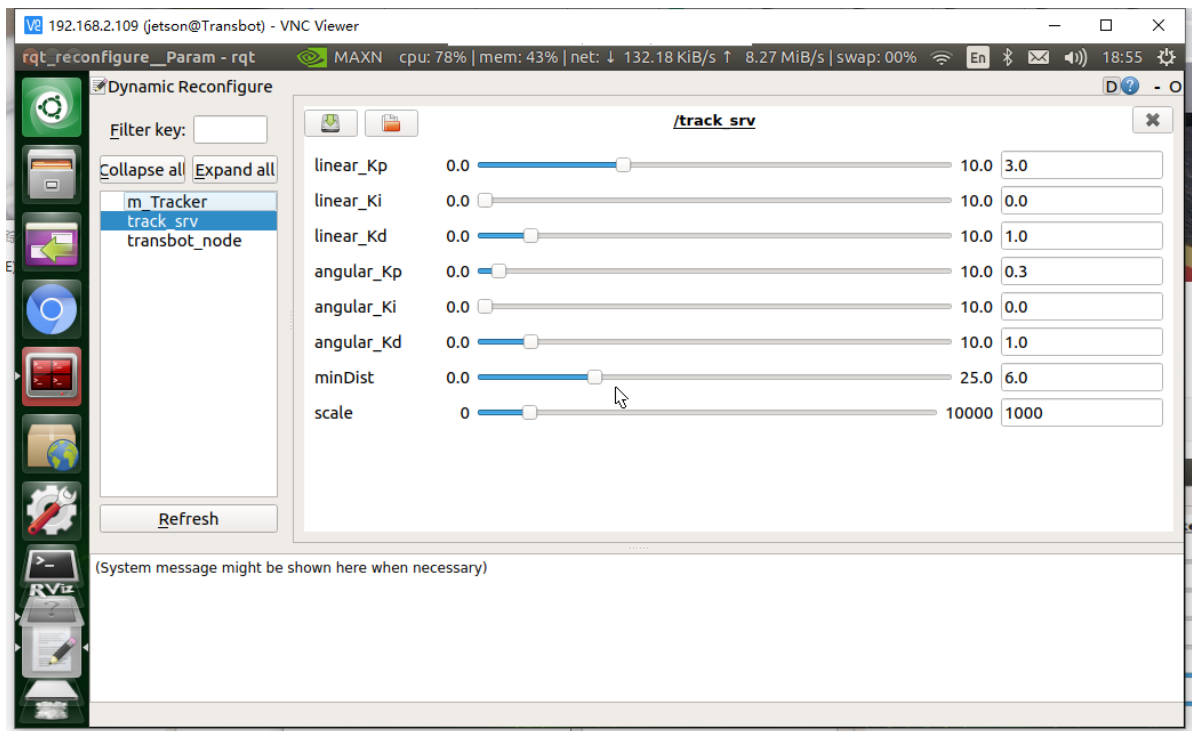 192.168.2.109 (jetson@Transbot) - VNC Viewer
rqt_reconfigure__Param - rqt MAXN cpu: 78% | mem: 43% | net: ↓ 132.18 KiB/s ↑ 8.27 MiB/s | swap: 00% En 18:55
Dynamic Reconfigure D - O
Filter key:
Collapse all Expand all
m_Tracker
track_srv
transbot_node
Refresh
/track_srv
linear_Kp 0.0 10.0 3.0
linear_Ki 0.0 10.0 0.0
linear_Kd 0.0 10.0 1.0
angular_Kp 0.0 10.0 0.3
angular_Ki 0.0 10.0 0.0
angular_Kd 0.0 10.0 1.0
minDist 0.0 25.0 6.0
scale 0 10000 1000
(System message might be shown here when necessary)
RViz